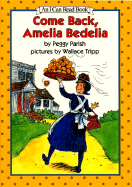 An I Can Read Book
Come Back,
Amelia Bedelia
by Peggy Parish
pictures by Wallace Tripp